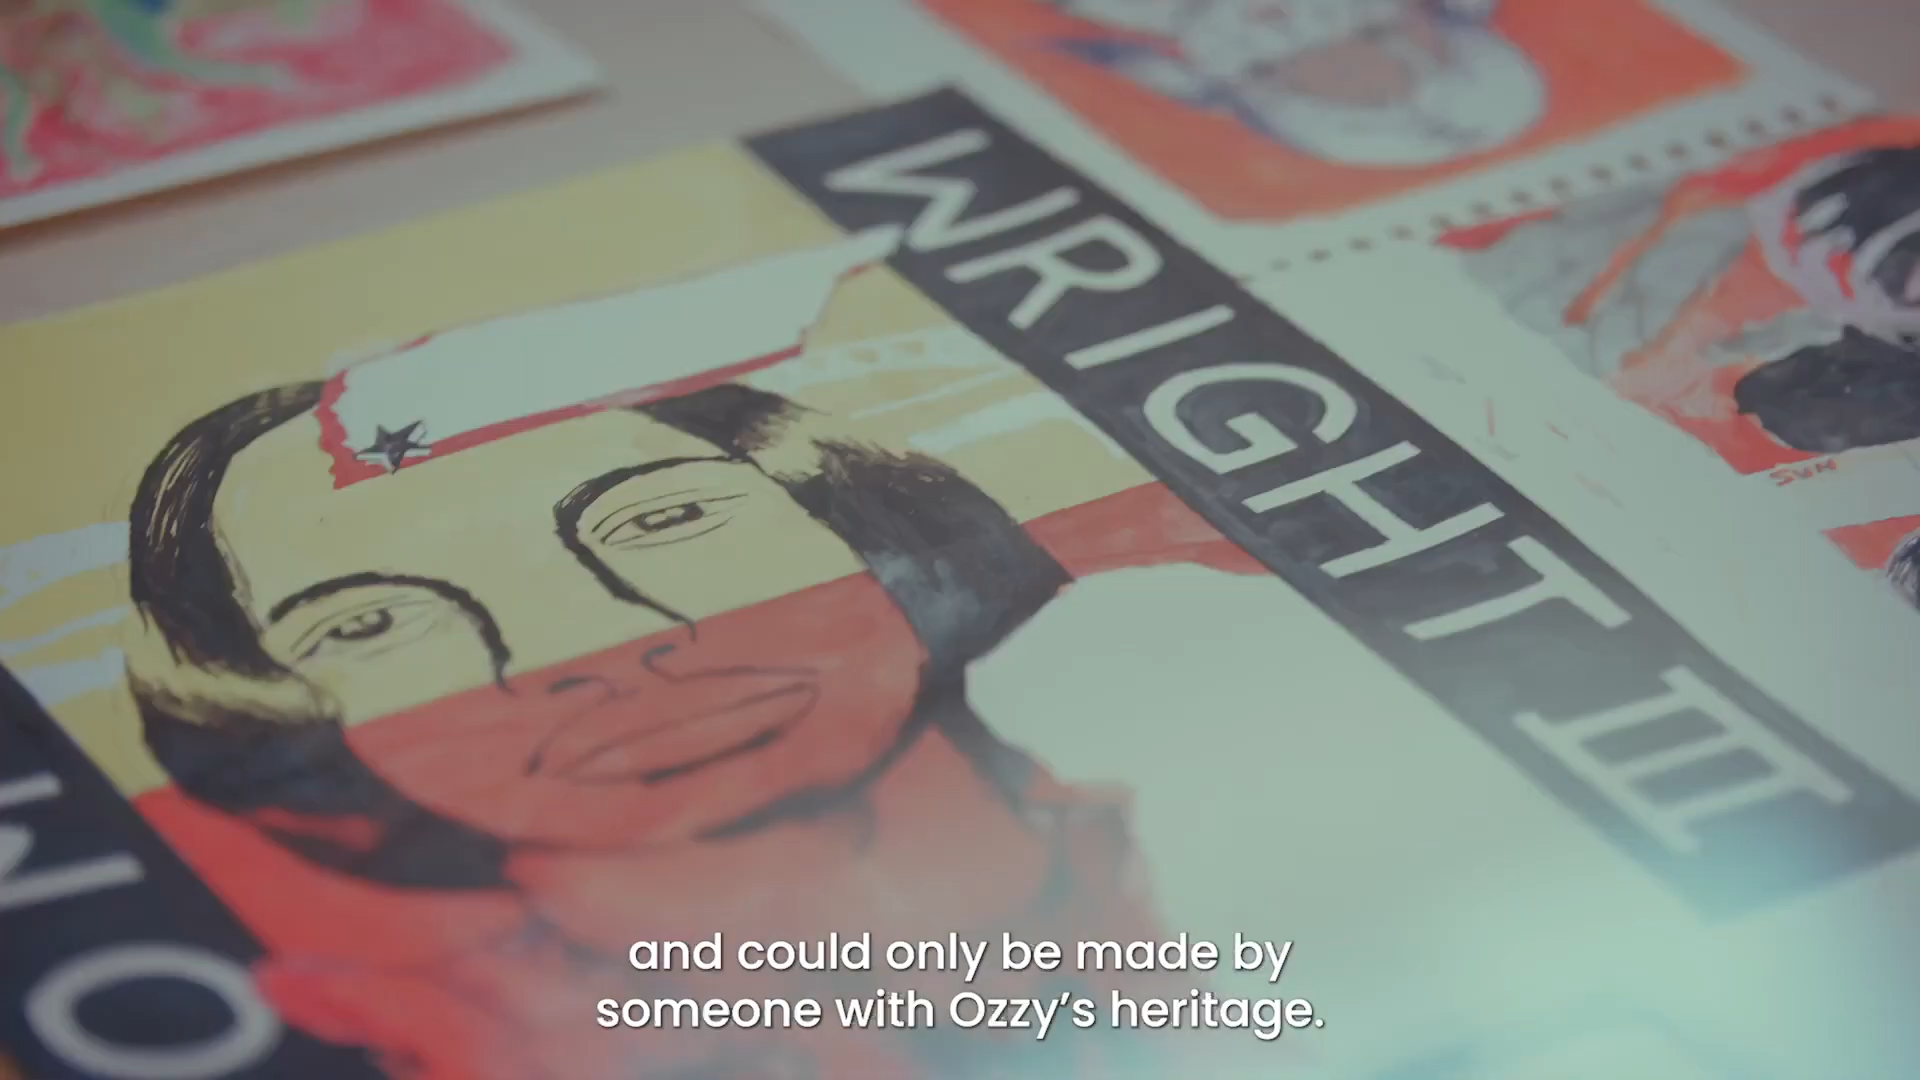 WRIGHT III
and could only be made by
someone with Ozzy's heritage.